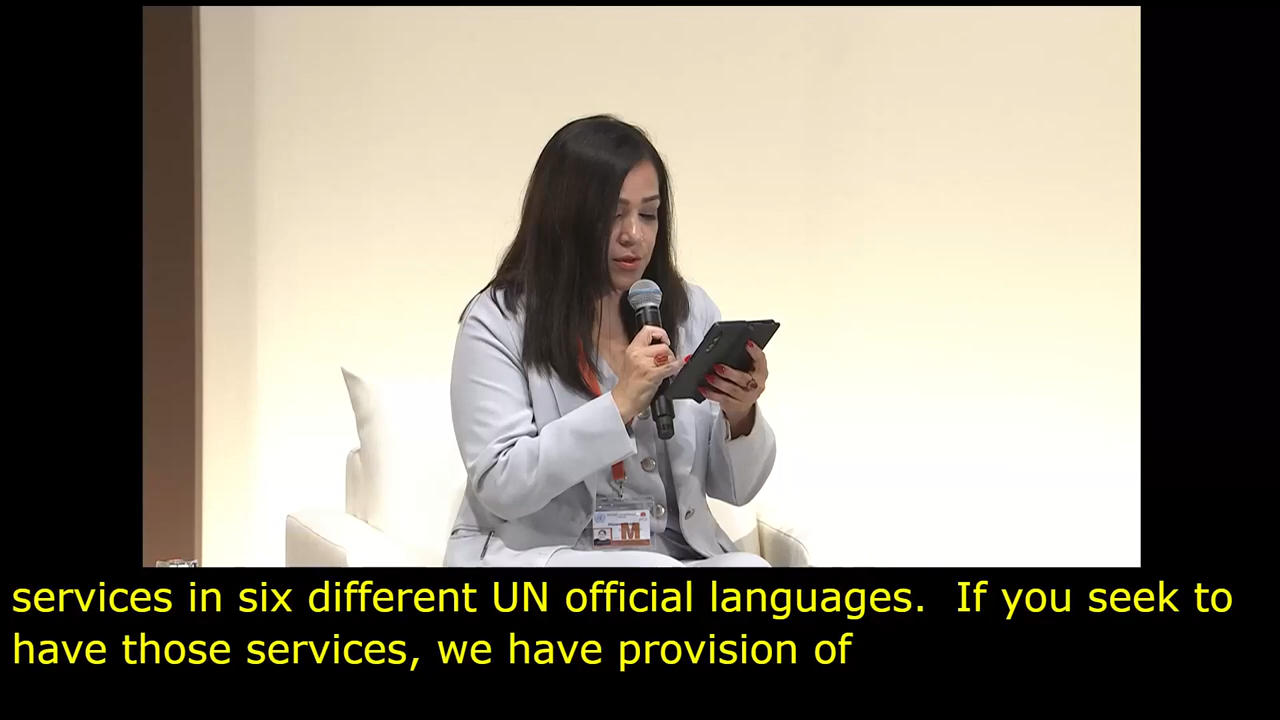 M
services in six different UN official languages.  If you seek to
have those services, we have provision of